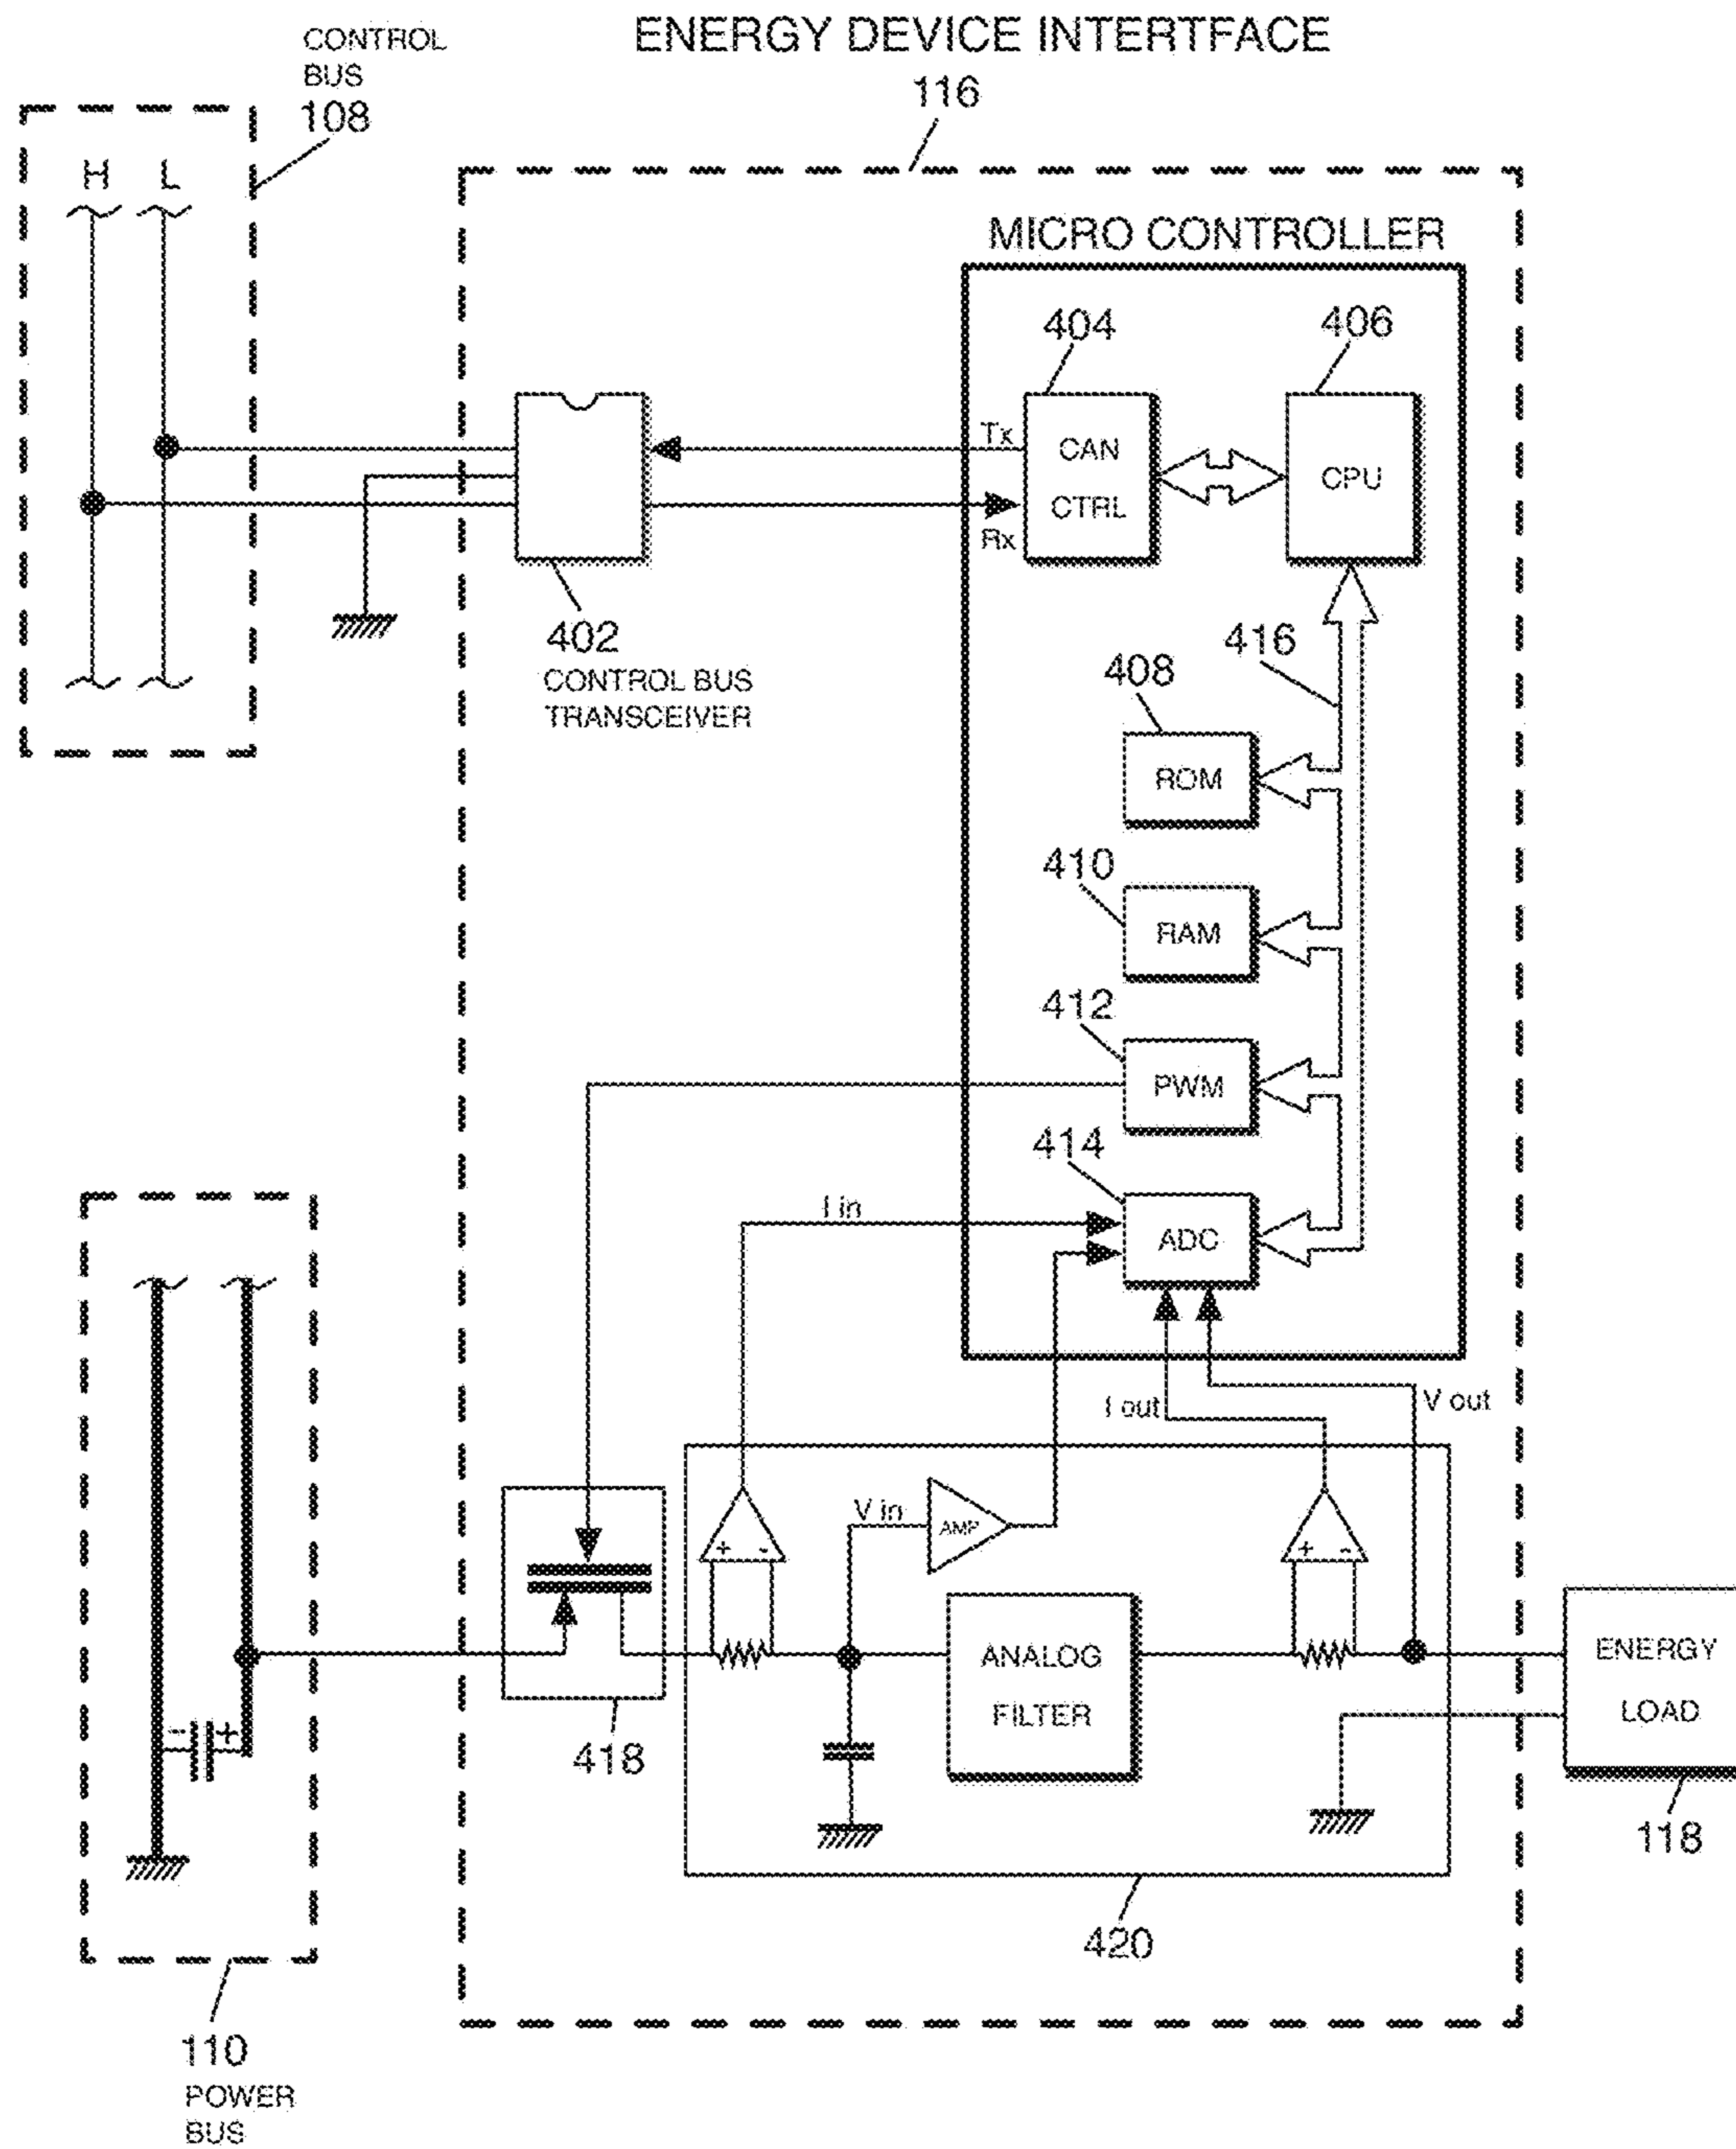 ENERGY DEVICE INTERTFACE
116
CONTROL
BUS
108
H L
MICRO CONTROLLER
404
406
Tx
CAN
CTRL
Rx
CPU
402
CONTROL BUS
TRANSCEIVER
416
408
ROM
410
RAM
412
PWM
414
I in
ADC
I out
V out
V in
AMP
+ -
+ -
ANALOG
FILTER
ENERGY
LOAD
- +
418
118
420
110
POWER
BUS